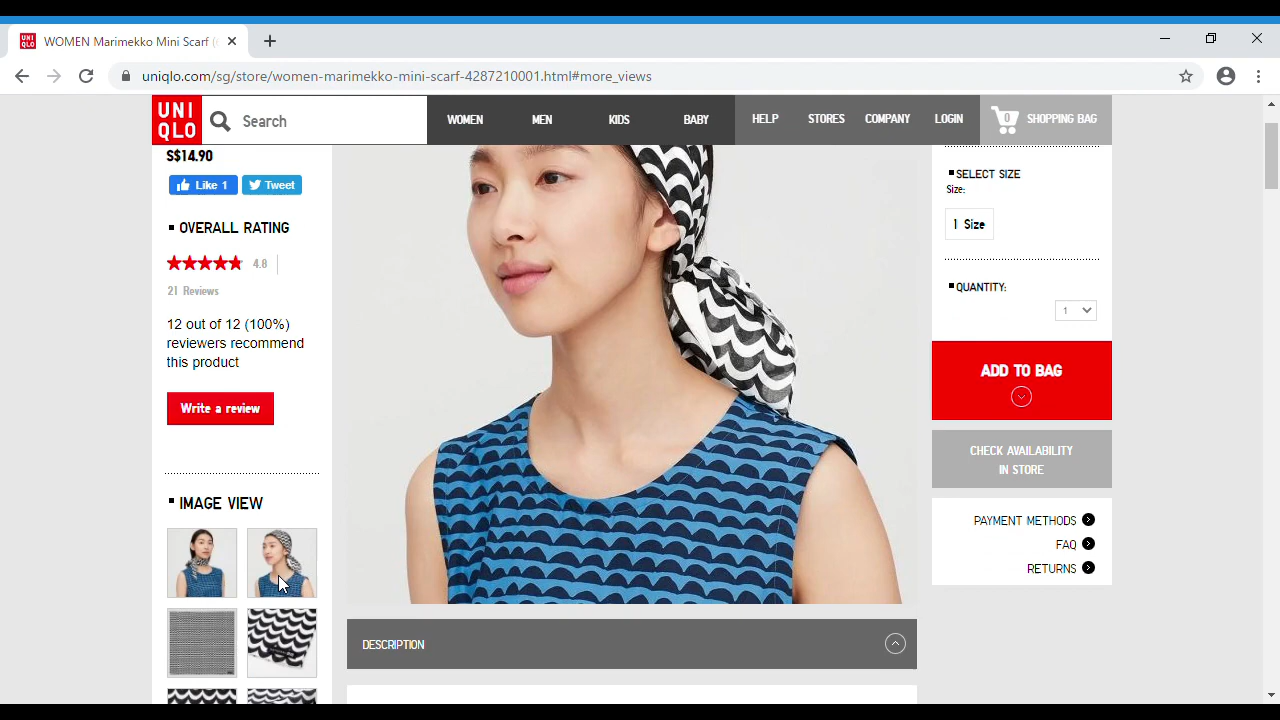 WOMEN Marimekko Mini Scarf (
uniqlo.com/sg/store/women-marimekko-mini-scarf-4287210001.html#more_views
UNI
QLO
Search
WOMEN
MEN
KIDS
BABY
HELP
STORES
COMPANY
LOGIN
0
SHOPPING BAG
S$14.90
Like 1
Tweet
OVERALL RATING
4.8
21 Reviews
12 out of 12 (100%)
reviewers recommend
this product
Write a review
IMAGE VIEW
DESCRIPTION
SELECT SIZE
Size:
1 Size
QUANTITY:
1
ADD TO BAG
CHECK AVAILABILITY
IN STORE
PAYMENT METHODS
FAQ
RETURNS